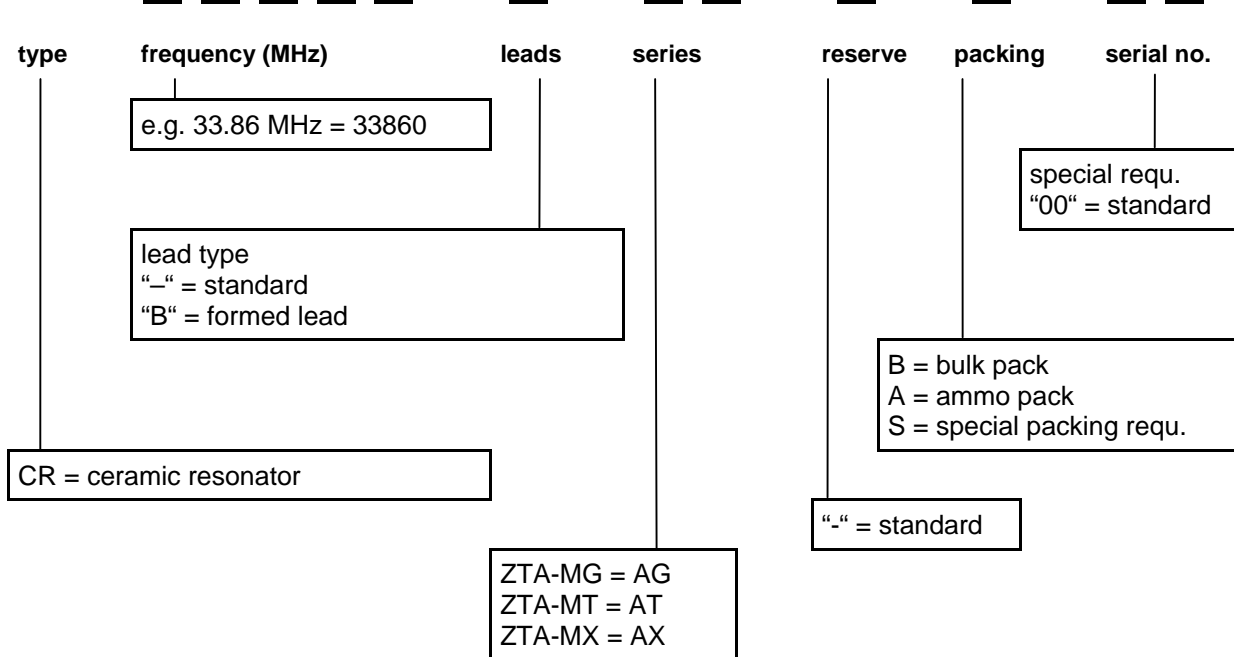 type frequency (MHz) leads series reserve packing serial no.
e.g. 33.86 MHz = 33860
special requ.
“00“ = standard
lead type
“–“ = standard
“B“ = formed lead
B = bulk pack
A = ammo pack
S = special packing requ.
CR = ceramic resonator
“-“ = standard
ZTA-MG = AG
ZTA-MT = AT
ZTA-MX = AX